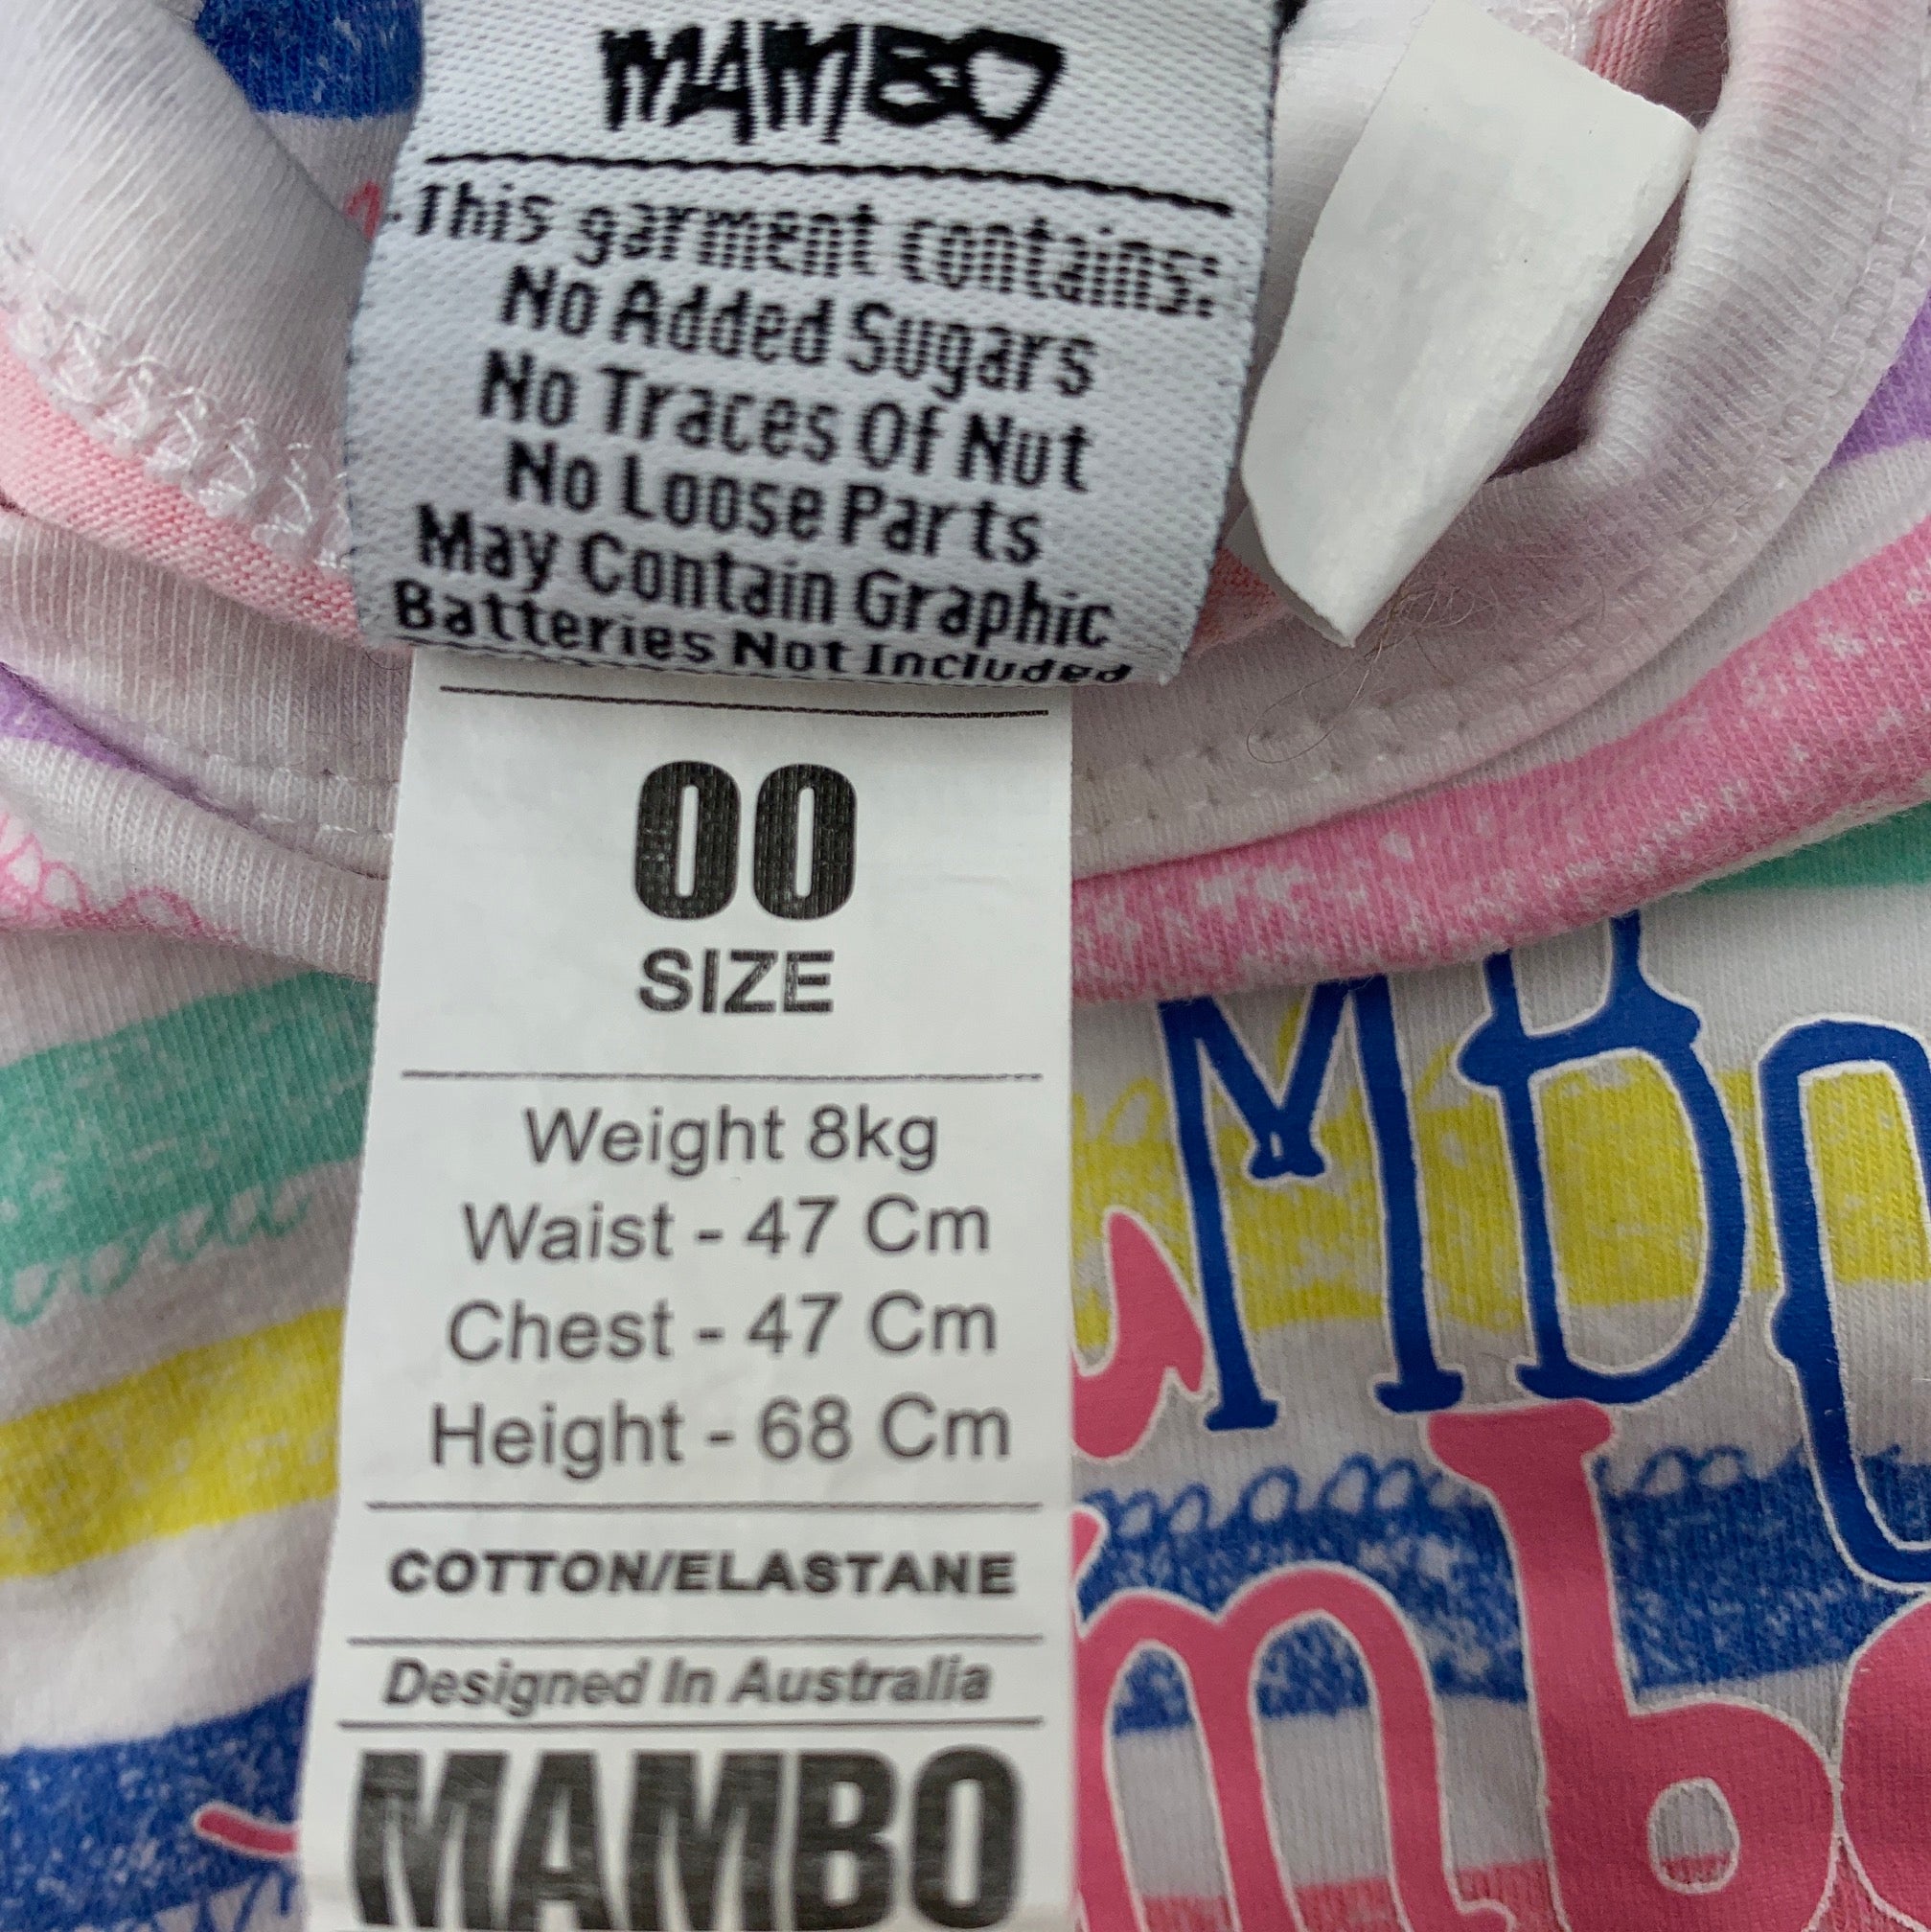 MAMBO
This garment contains:
No Added Sugars
No Traces Of Nut
No Loose Parts
May Contain Graphic
Batteries Not Included
00
SIZE
Weight 8kg
Waist - 47 Cm
Chest - 47 Cm
Height - 68 Cm
COTTON/ELASTANE
Designed In Australia
MAMBO